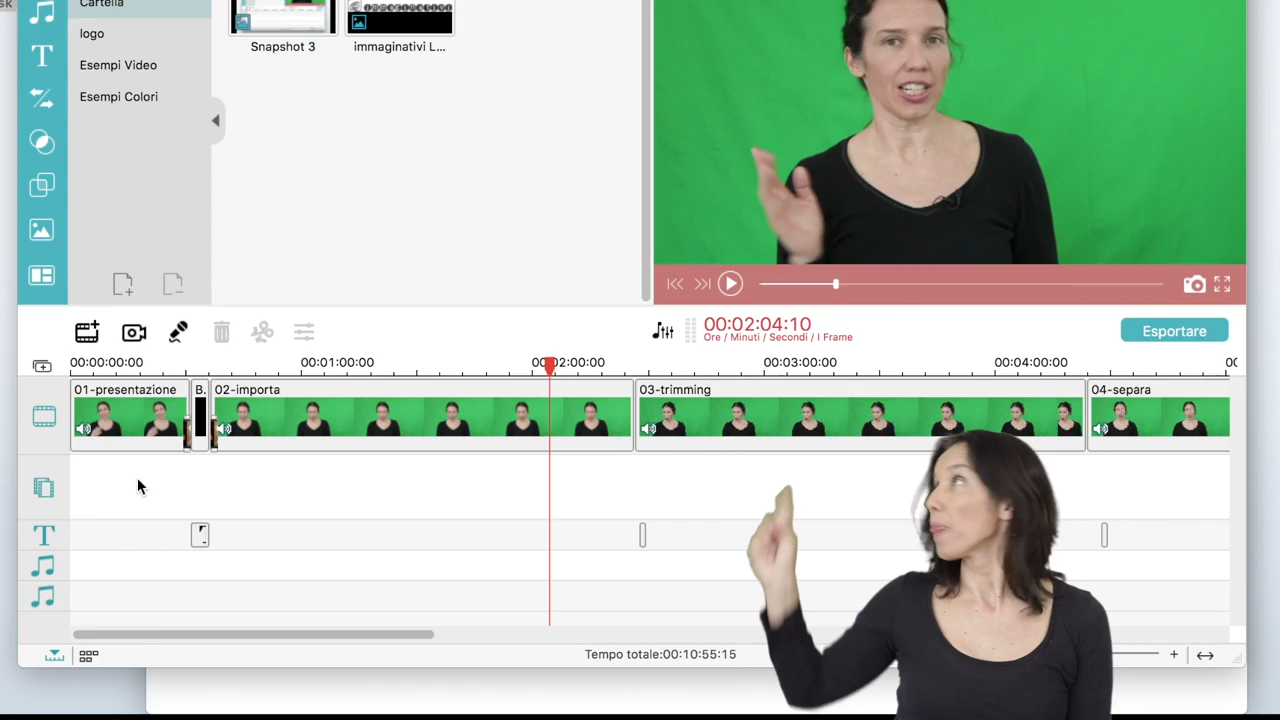 SK
Cartella
logo
Esempi Video
Esempi Colori
Snapshot 3
immaginativi L...
00:02:04:10
Ore / Minuti / Secondi / I Frame
Esportare
00:00:00:00
00:01:00:00
00:02:00:00
00:03:00:00
00:04:00:00
00
01-presentazione
B.
02-importa
03-trimming
04-separa
Tempo totale:00:10:55:15